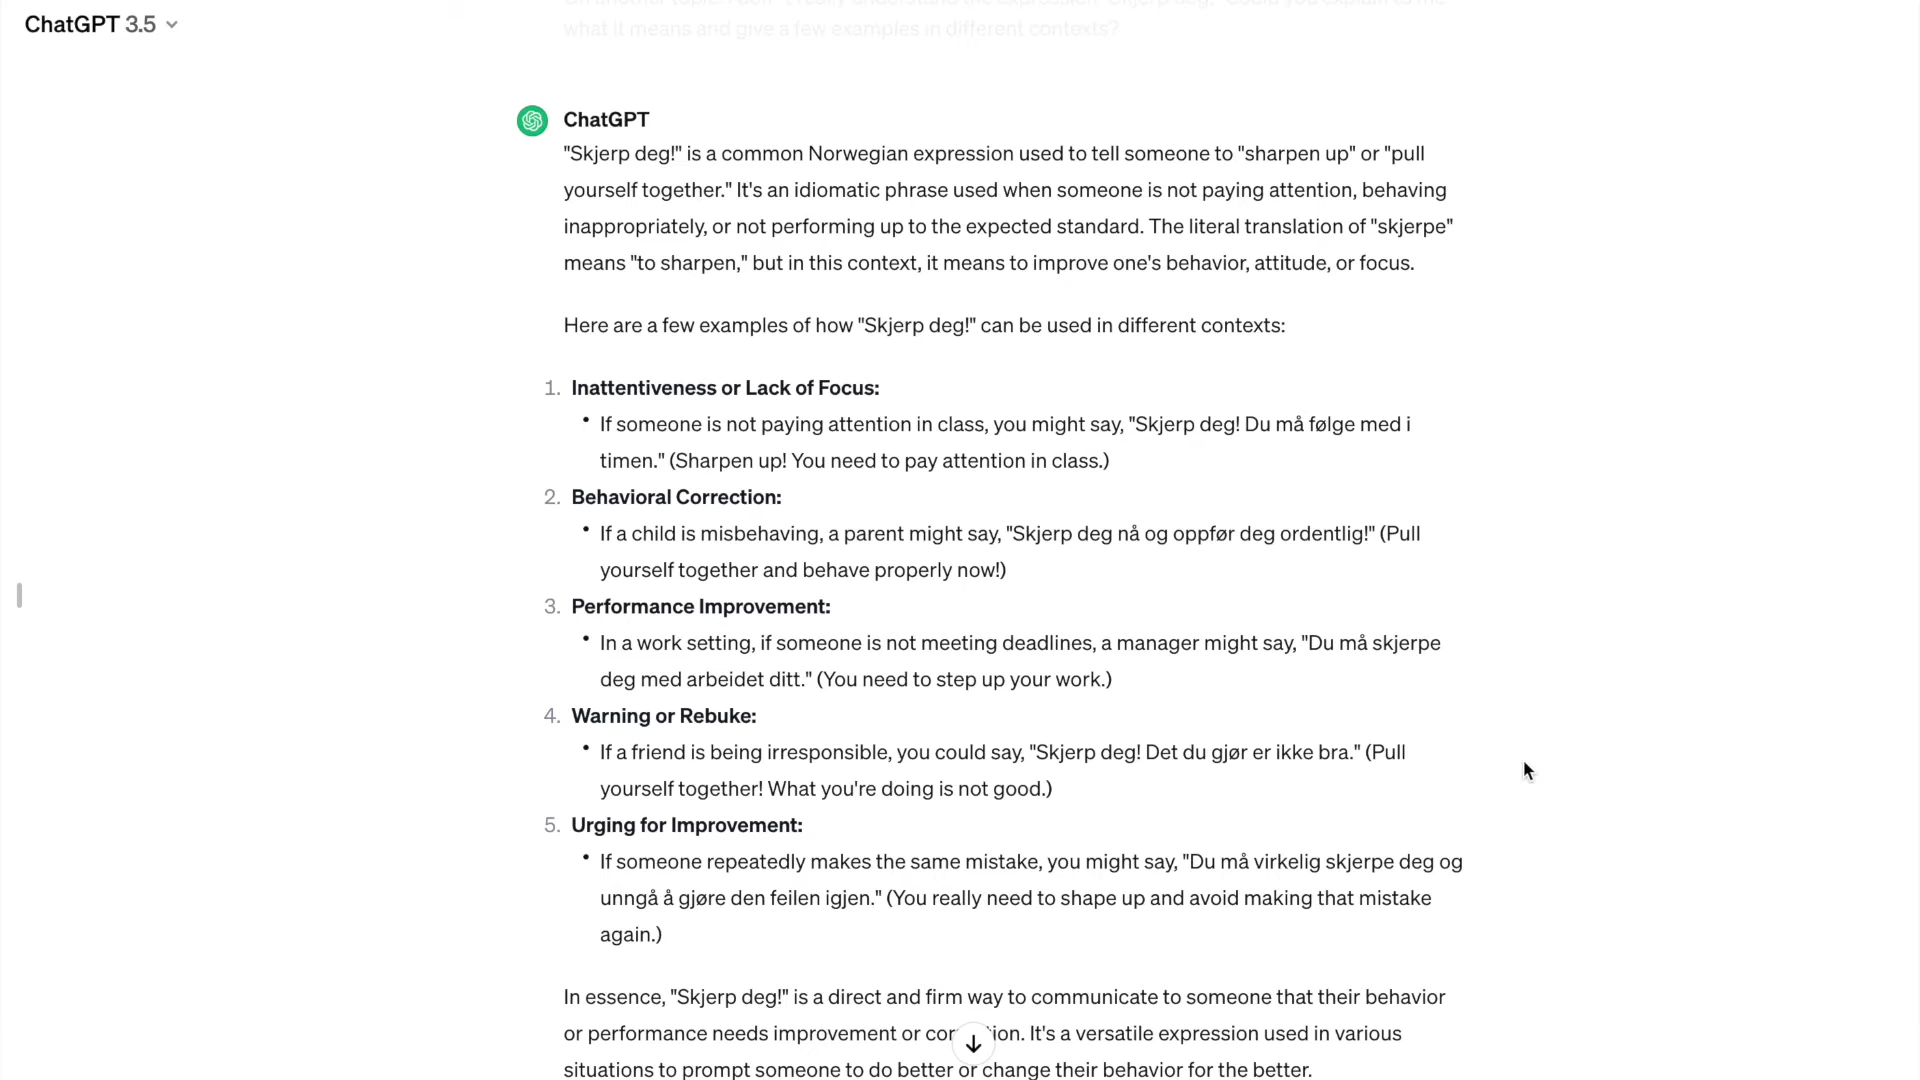 ChatGPT 3.5
what it means and give a few examples in different contexts?
ChatGPT
"Skjerp deg!" is a common Norwegian expression used to tell someone to "sharpen up" or "pull
yourself together." It's an idiomatic phrase used when someone is not paying attention, behaving
inappropriately, or not performing up to the expected standard. The literal translation of "skjerpe"
means "to sharpen," but in this context, it means to improve one's behavior, attitude, or focus.
Here are a few examples of how "Skjerp deg!" can be used in different contexts:
1. Inattentiveness or Lack of Focus:
• If someone is not paying attention in class, you might say, "Skjerp deg! Du må følge med i
timen." (Sharpen up! You need to pay attention in class.)
2. Behavioral Correction:
• If a child is misbehaving, a parent might say, "Skjerp deg nå og oppfør deg ordentlig!" (Pull
yourself together and behave properly now!)
3. Performance Improvement:
• In a work setting, if someone is not meeting deadlines, a manager might say, "Du må skjerpe
deg med arbeidet ditt." (You need to step up your work.)
4. Warning or Rebuke:
• If a friend is being irresponsible, you could say, "Skjerp deg! Det du gjør er ikke bra." (Pull
yourself together! What you're doing is not good.)
5. Urging for Improvement:
• If someone repeatedly makes the same mistake, you might say, "Du må virkelig skjerpe deg og
unngå å gjøre den feilen igjen." (You really need to shape up and avoid making that mistake
again.)
In essence, "Skjerp deg!" is a direct and firm way to communicate to someone that their behavior
or performance needs improvement or It's a versatile expression used in various
situations to prompt someone to do better or change their behavior for the better.